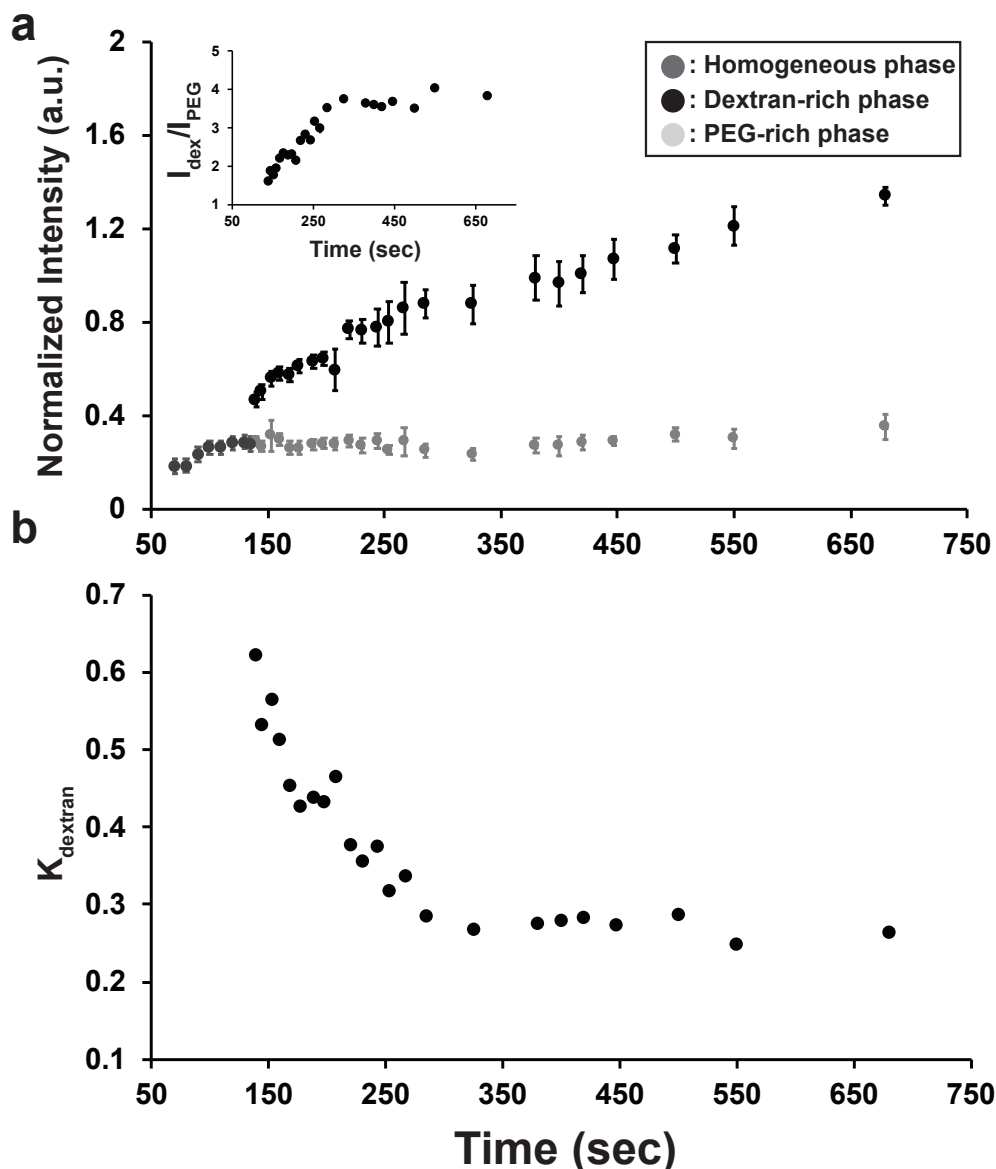 a
Normalized Intensity (a.u.)
2
1.6
1.2
0.8
0.4
0
50 150 250 350 450 550 650 750
I_dex/I_PEG
5
4
3
2
1
50 250 450 650
Time (sec)
: Homogeneous phase
: Dextran-rich phase
: PEG-rich phase
b
K_dextran
0.7
0.6
0.5
0.4
0.3
0.2
0.1
50 150 250 350 450 550 650 750
Time (sec)